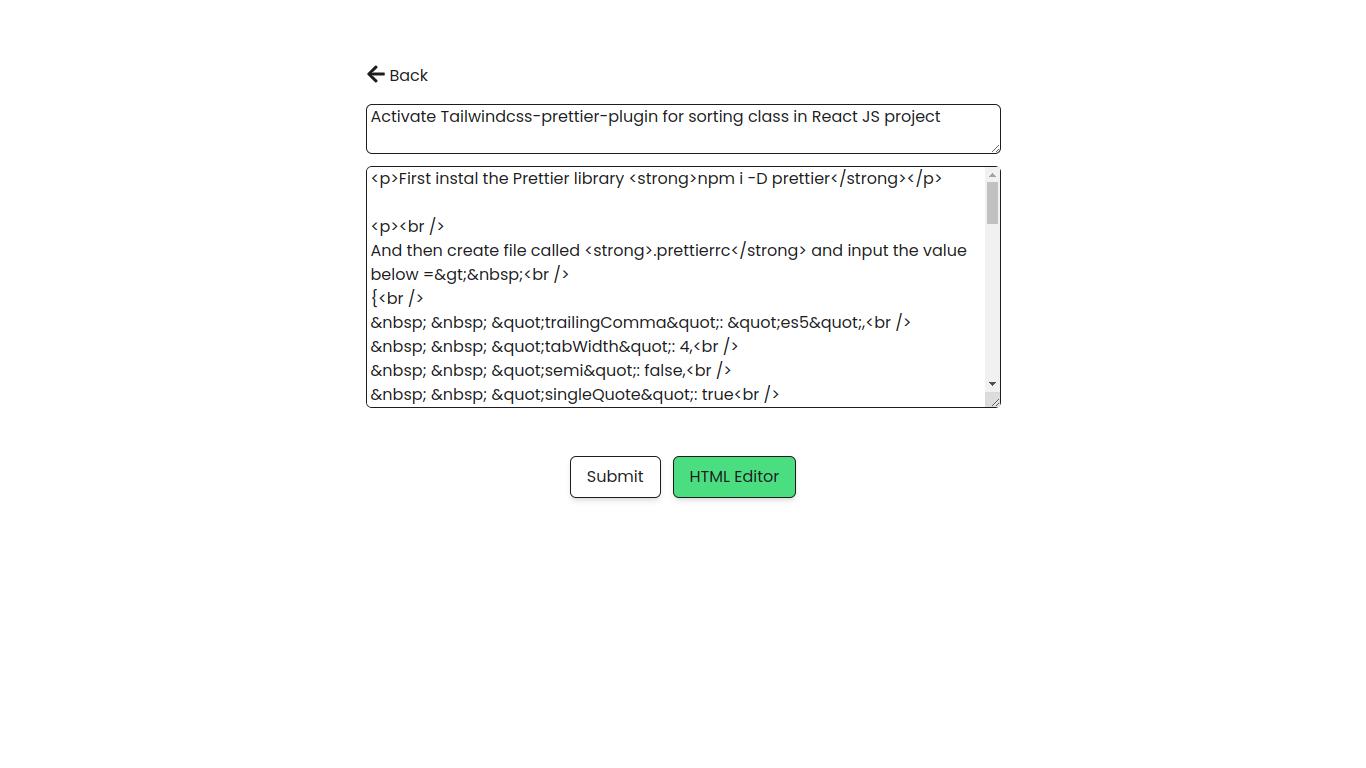 Back
Activate Tailwindcss-prettier-plugin for sorting class in React JS project
<p>First instal the Prettier library <strong>npm i -D prettier</strong></p>
<p><br />
And then create file called <strong>.prettierrc</strong> and input the value
below =&gt;&nbsp;<br />
{<br />
&nbsp; &nbsp; &quot;trailingComma&quot;: &quot;es5&quot;,<br />
&nbsp; &nbsp; &quot;tabWidth&quot;: 4,<br />
&nbsp; &nbsp; &quot;semi&quot;: false,<br />
&nbsp; &nbsp; &quot;singleQuote&quot;: true<br />
Submit
HTML Editor